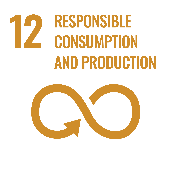 12 RESPONSIBLE
CONSUMPTION
AND PRODUCTION